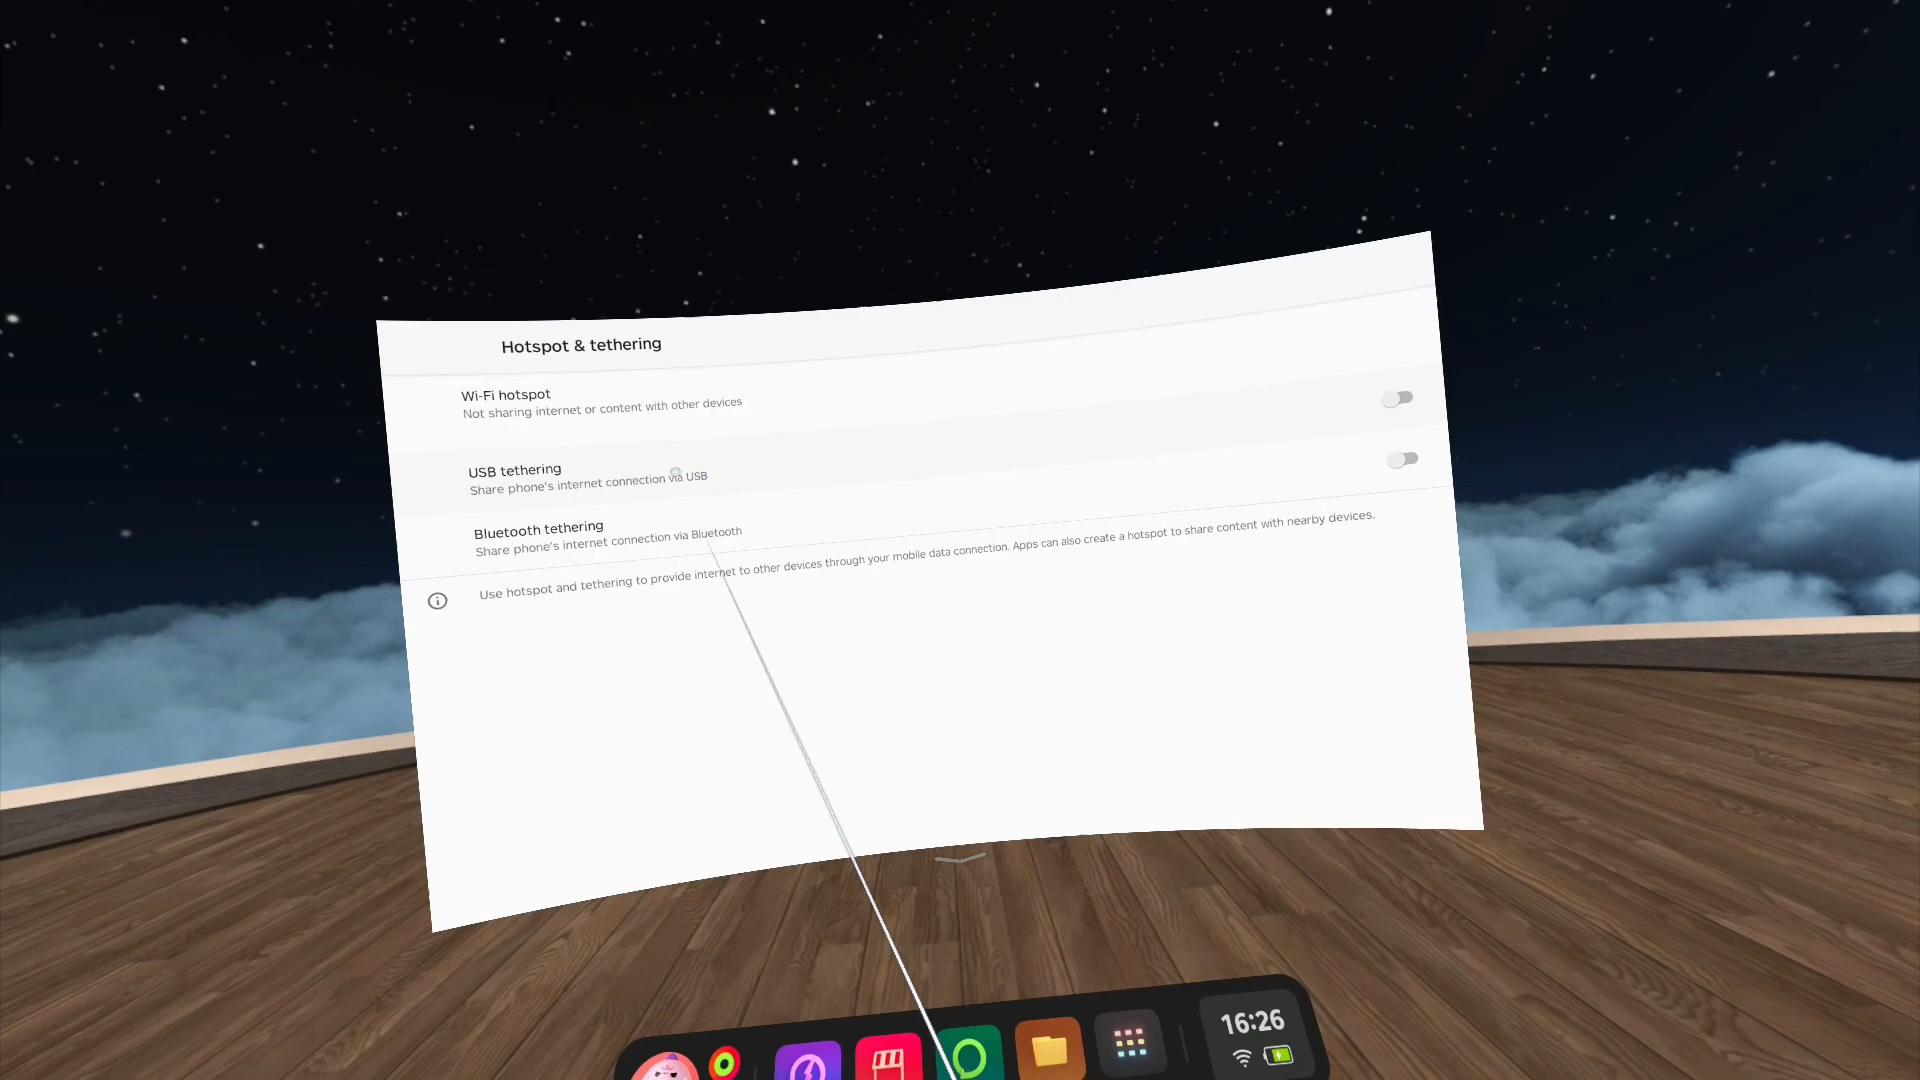 Hotspot & tethering
Wi-Fi hotspot
Not sharing internet or content with other devices
USB tethering
Share phone's internet connection via USB
Bluetooth tethering
Share phone's internet connection via Bluetooth
Use hotspot and tethering to provide internet to other devices through your mobile data connection. Apps can also create a hotspot to share content with nearby devices.
16:26